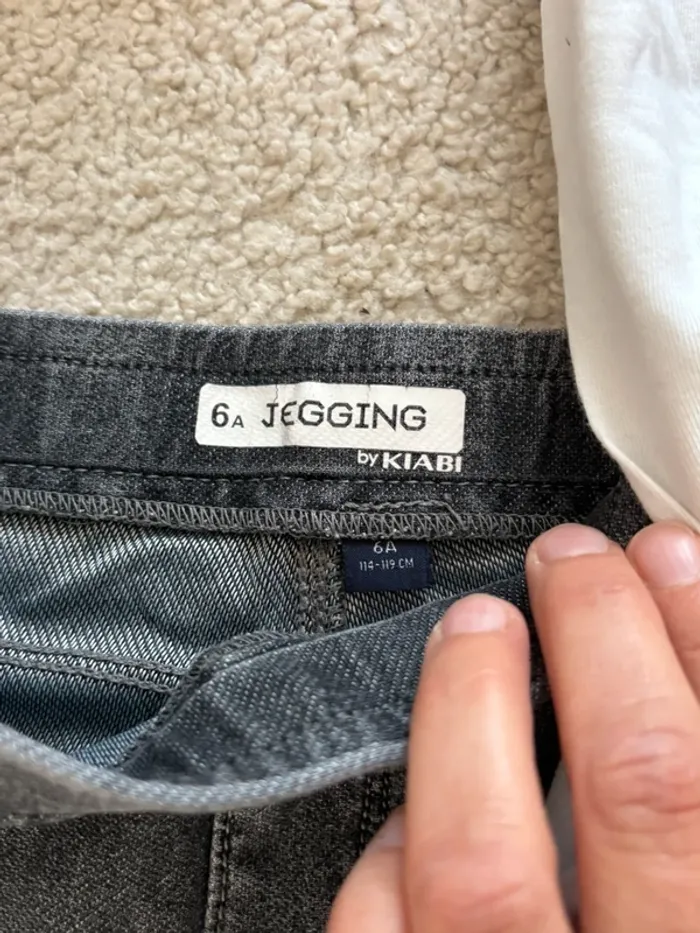 6A JEGGING
by KIABI
6A
114-119 CM